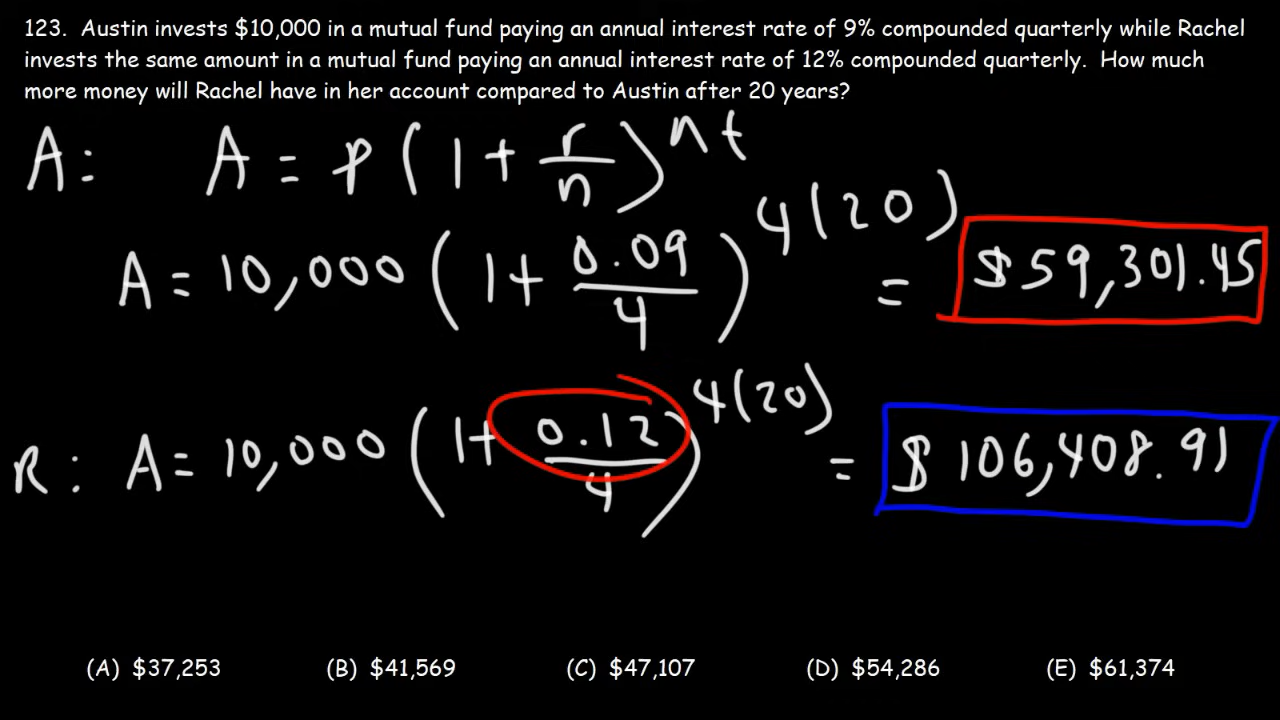 123. Austin invests $10,000 in a mutual fund paying an annual interest rate of 9% compounded quarterly while Rachel
invests the same amount in a mutual fund paying an annual interest rate of 12% compounded quarterly. How much
more money will Rachel have in her account compared to Austin after 20 years?
A: A = P(1 + r/n)^nt
A = 10,000(1 + 0.09/4)^4(20) = $59,301.45
R: A = 10,000(1 + 0.12/4)^4(20) = $106,408.91
(A) $37,253 (B) $41,569 (C) $47,107 (D) $54,286 (E) $61,374